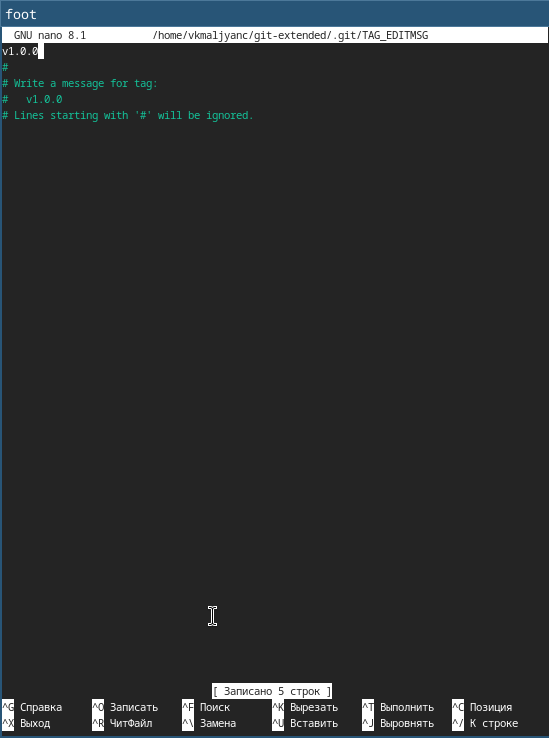 foot
GNU nano 8.1 /home/vkmaljyanc/git-extended/.git/TAG_EDITMSG
v1.0.0
#
# Write a message for tag:
#   v1.0.0
# Lines starting with '#' will be ignored.
[ Записано 5 строк ]
^G Справка ^O Записать ^F Поиск ^K Вырезать ^T Выполнить ^C Позиция
^X Выход ^R ЧитФайл ^\ Замена ^U Вставить ^J Выровнять ^/ К строке